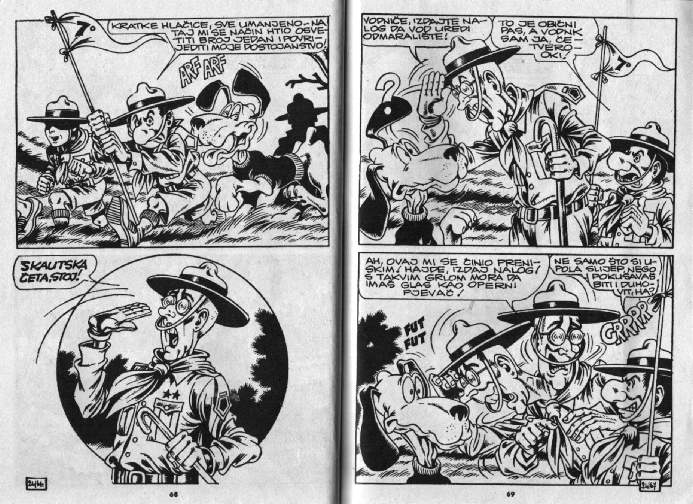 KRATKE HLAČICE, SVE UMANJENO - NA
TAJ MI SE NAČIN HTIO OSVE-
TITI BROJ JEDAN I POVRI-
JEDITI MOJE DOSTOJANSTVO!
7°
ARF ARF
SKAUTSKA
ČETA, STOJ!
68
VODNIČE, IZDAJTE NA-
LOG DA VOD UREDI
ODMARALIŠTE!
TO JE OBIČNI
PAS, A VODNIK
SAM JA, ČE-
TVERO-
OKI!
?
7°
AH, OVAJ MI SE ČINIO PRENI-
SKIM! HAJDE, IZDAJ NALOG!
S TAKVIM GRLOM MORA DA
IMAŠ GLAS KAO OPERNI
PJEVAČ!
NE SAMO ŠTO SI U-
POLA SLIJEP, NEGO
I POKUŠAVAŠ
BITI DUHO-
VIT, HA?
FUT
FUT
GRRRR
69